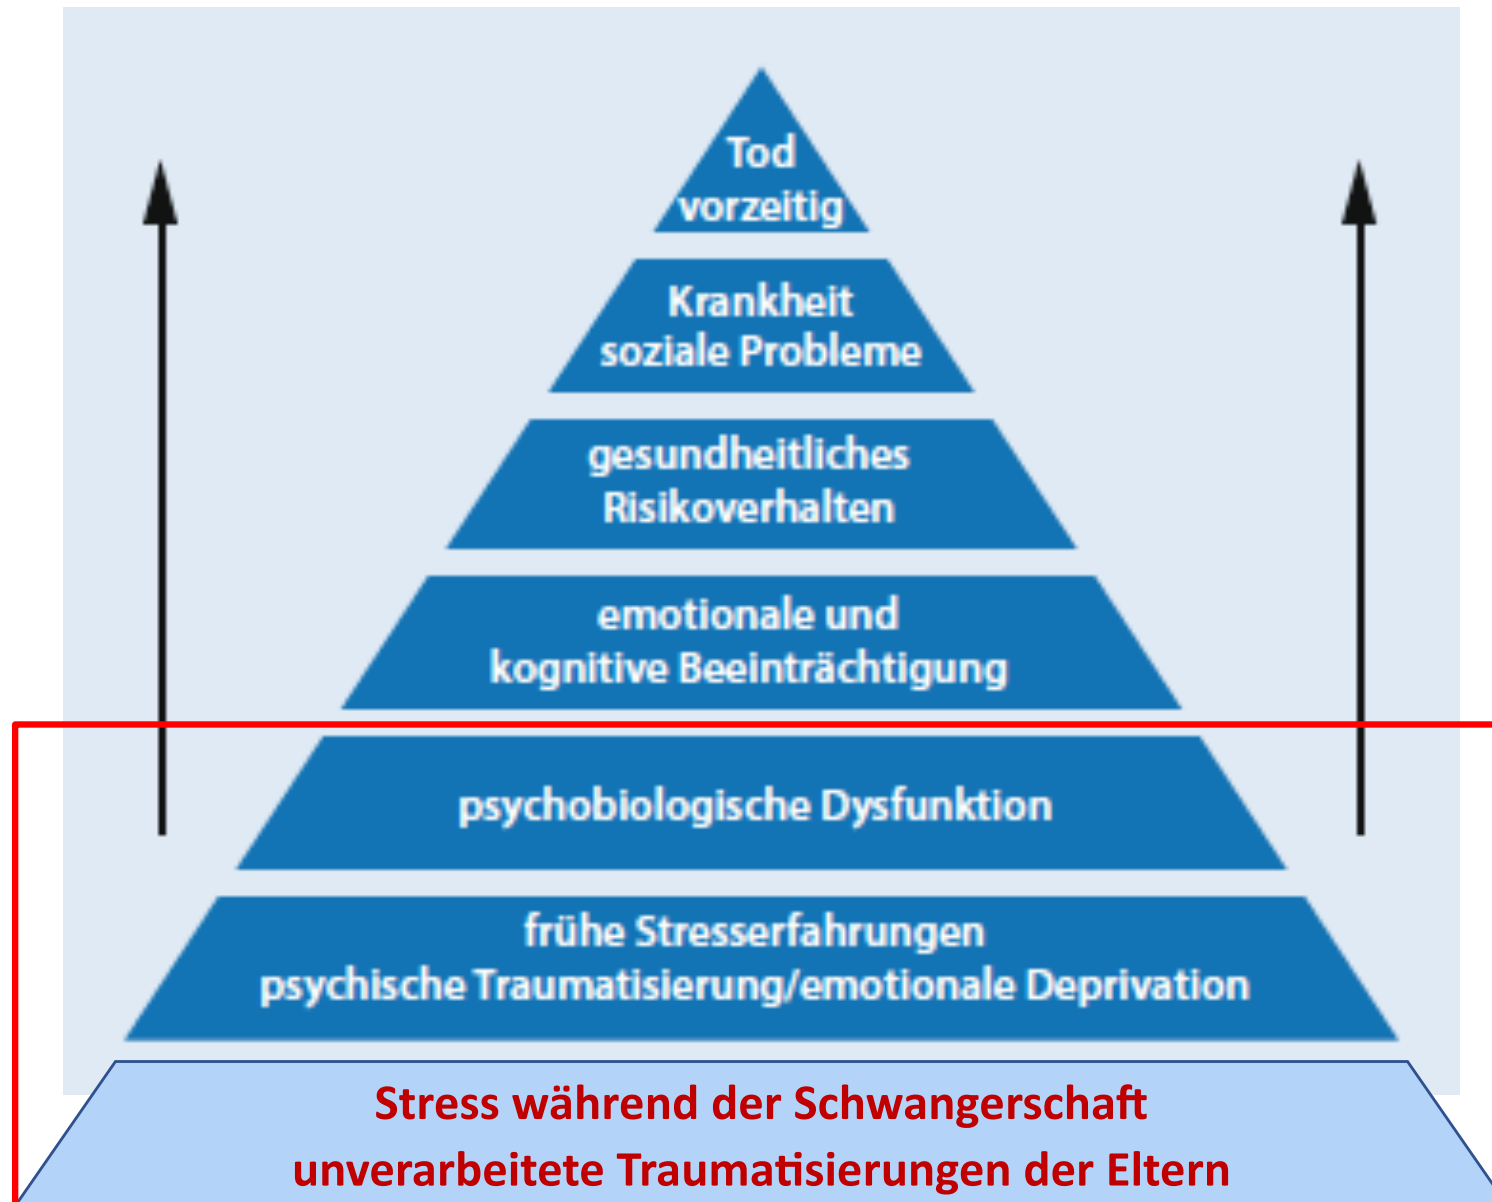 Tod
vorzeitig
Krankheit
soziale Probleme
gesundheitliches
Risikoverhalten
emotionale und
kognitive Beeinträchtigung
psychobiologische Dysfunktion
frühe Stresserfahrungen
psychische Traumatisierung/emotionale Deprivation
Stress während der Schwangerschaft
unverarbeitete Traumatisierungen der Eltern